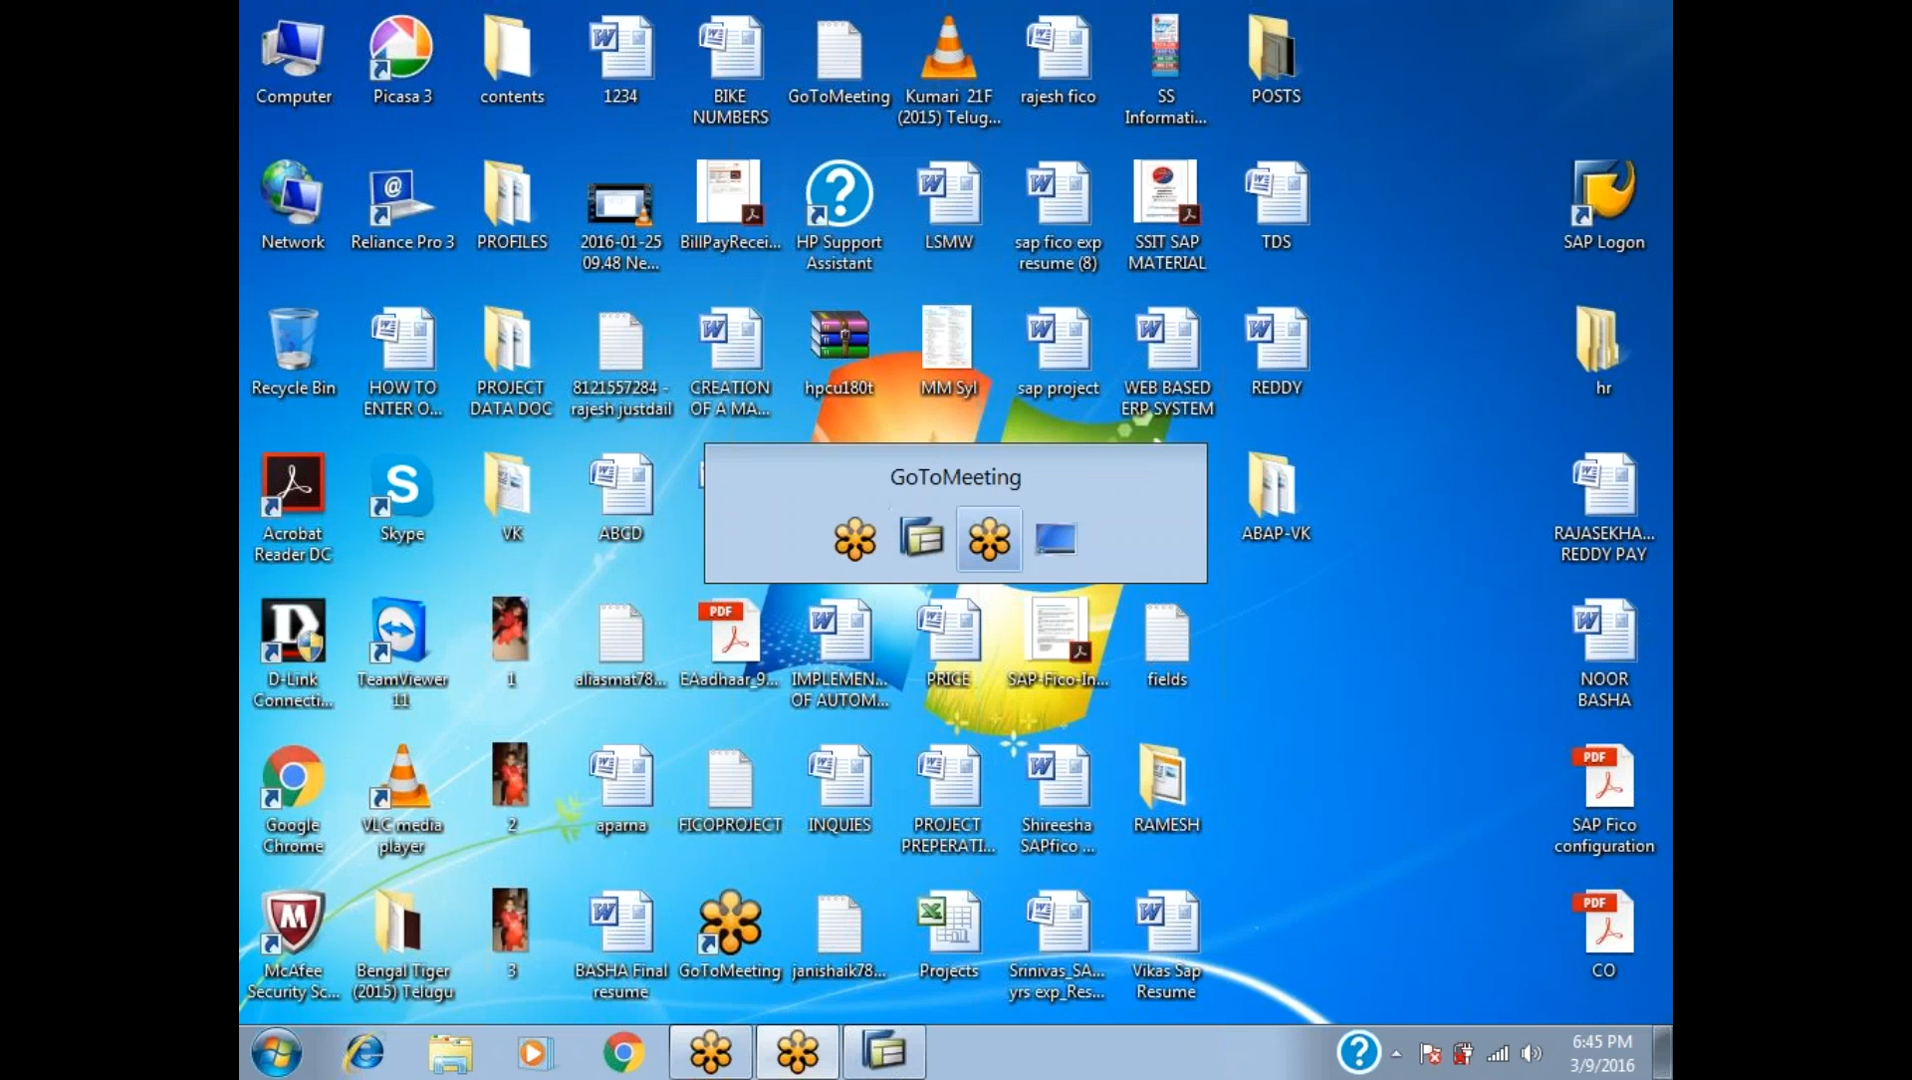 Computer
Picasa 3
contents
1234
BIKE
NUMBERS
GoToMeeting
Kumari 21F
(2015) Telug...
rajesh fico
SS
Informati...
POSTS
Network
Reliance Pro 3
PROFILES
2016-01-25
09.48 Ne...
BillPayRecei...
HP Support
Assistant
LSMW
sap fico exp
resume (8)
SSIT SAP
MATERIAL
TDS
SAP Logon
Recycle Bin
HOW TO
ENTER O...
PROJECT
DATA DOC
8121557284 -
rajesh justdail
CREATION
OF A MA...
hpcu180t
MM Syl
sap project
WEB BASED
ERP SYSTEM
REDDY
hr
GoToMeeting
Acrobat
Reader DC
Skype
VK
ABCD
ABAP-VK
RAJASEKHA...
REDDY PAY
D-Link
Connecti...
TeamViewer
11
1
aliasmat78...
PDF
EAadhaar_9...
IMPLEMEN...
OF AUTOM...
PRICE
SAP-Fico-In...
fields
NOOR
BASHA
Google
Chrome
VLC media
player
2
aparna
FICOPROJECT
INQUIES
PROJECT
PREPERATI...
Shireesha
SAPfico ...
RAMESH
PDF
SAP Fico
configuration
McAfee
Security Sc...
Bengal Tiger
(2015) Telugu
3
BASHA Final
resume
GoToMeeting
janishaik78...
Projects
Srinivas_SA...
yrs exp_Res...
Vikas Sap
Resume
PDF
CO
6:45 PM
3/9/2016